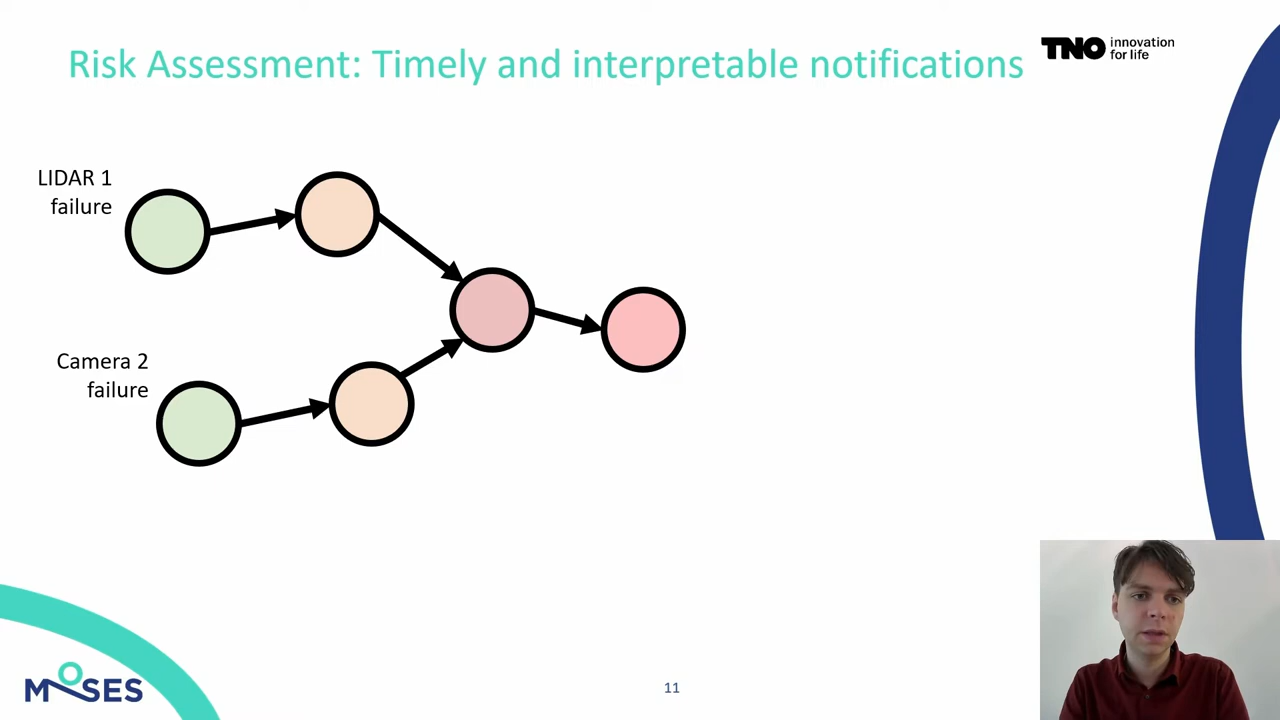 Risk Assessment: Timely and interpretable notifications
TNO innovation
for life
LIDAR 1
failure
Camera 2
failure
MOSES
11